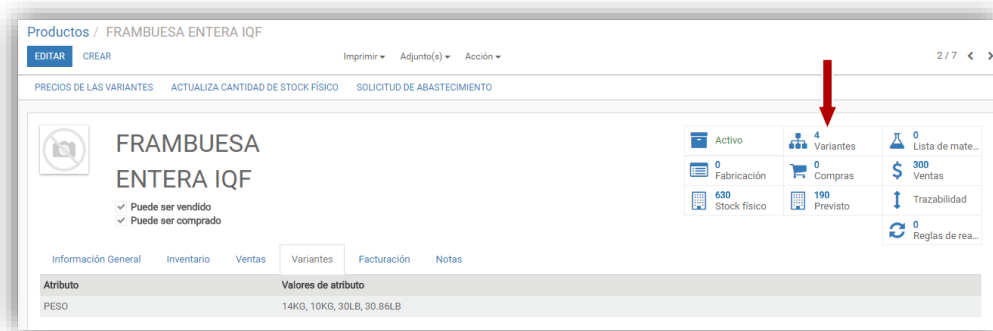 Productos / FRAMBUESA ENTERA IQF
EDITAR CREAR Imprimir Adjunto(s) Acción 2 / 7
PRECIOS DE LAS VARIANTES ACTUALIZA CANTIDAD DE STOCK FÍSICO SOLICITUD DE ABASTECIMIENTO
FRAMBUESA
ENTERA IQF
Puede ser vendido
Puede ser comprado
Activo
4
Variantes
0
Lista de mate...
0
Fabricación
0
Compras
300
Ventas
630
Stock físico
190
Previsto
Trazabilidad
0
Reglas de rea...
Información General Inventario Ventas Variantes Facturación Notas
Atributo Valores de atributo
PESO 14KG, 10KG, 30LB, 30.86LB